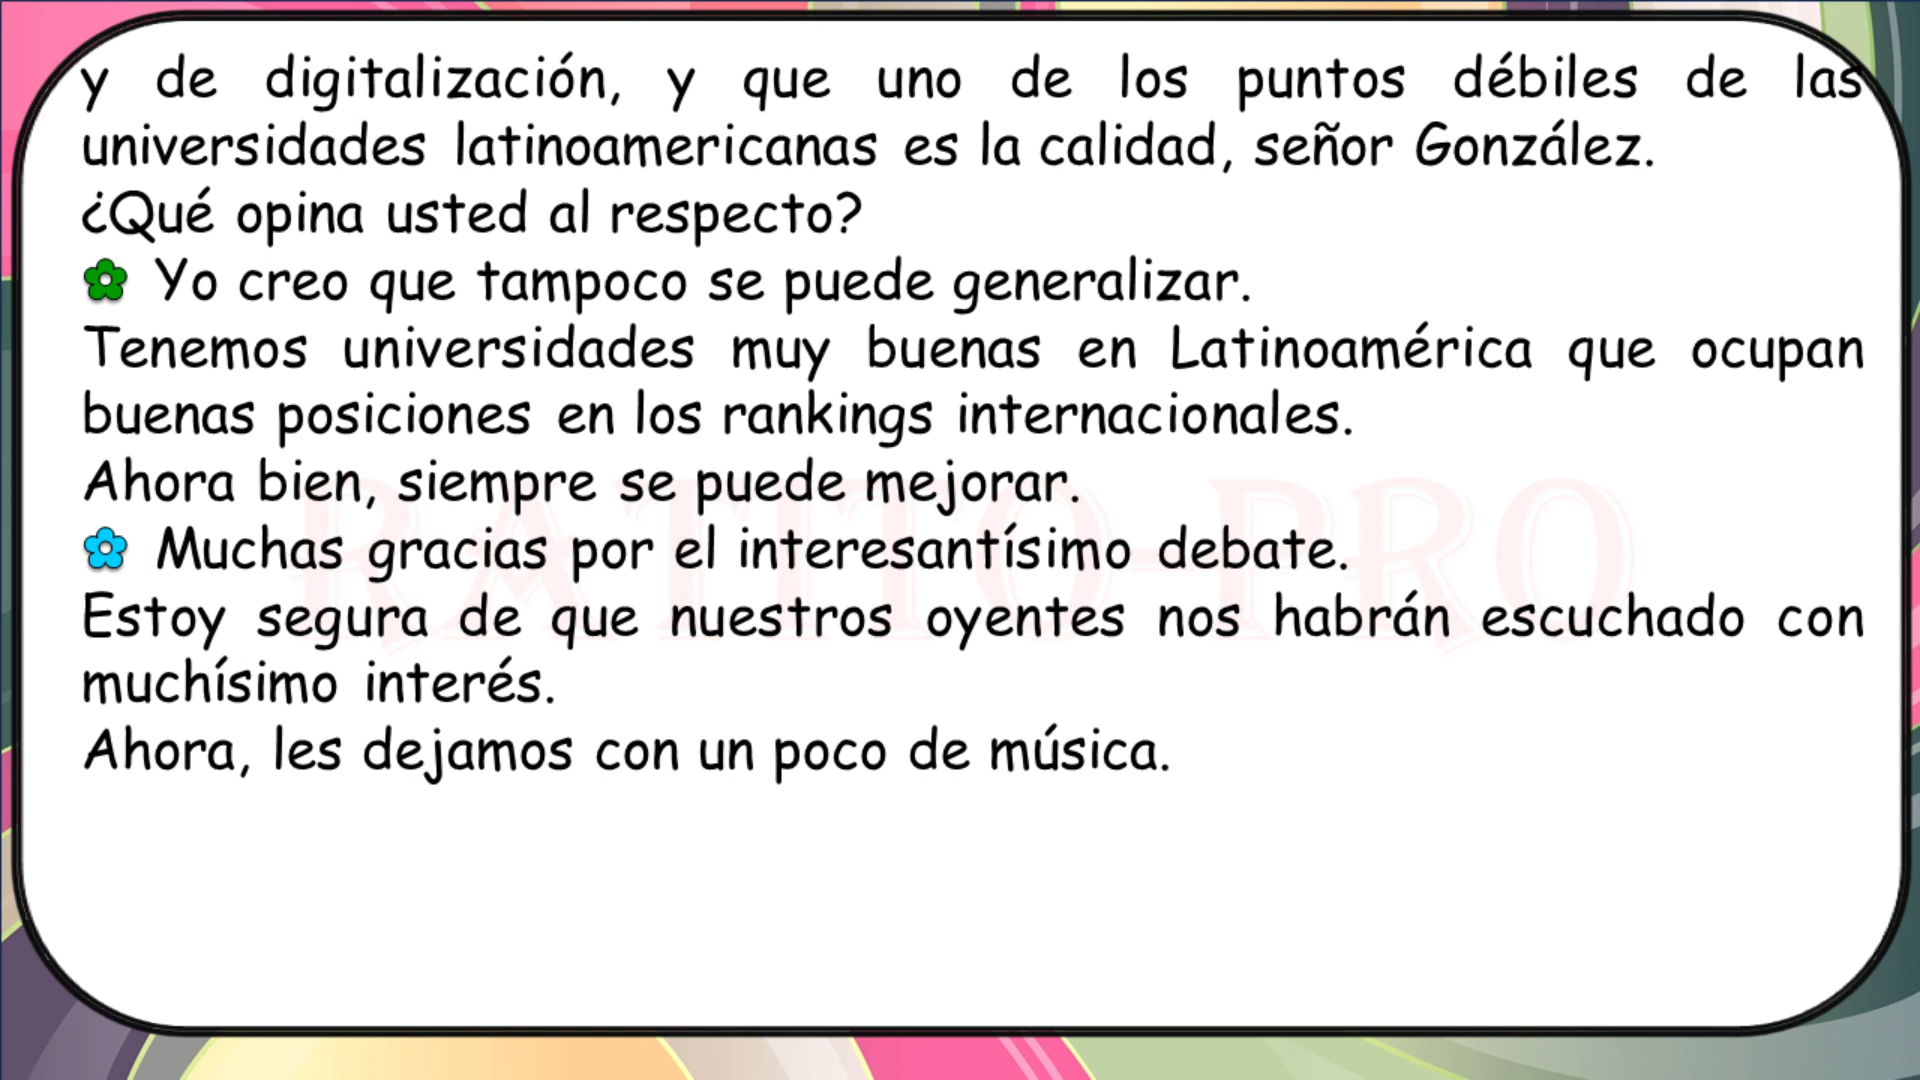 y de digitalización, y que uno de los puntos débiles de las
universidades latinoamericanas es la calidad, señor González.
¿Qué opina usted al respecto?
Yo creo que tampoco se puede generalizar.
Tenemos universidades muy buenas en Latinoamérica que ocupan
buenas posiciones en los rankings internacionales.
Ahora bien, siempre se puede mejorar.
Muchas gracias por el interesantísimo debate.
Estoy segura de que nuestros oyentes nos habrán escuchado con
muchísimo interés.
Ahora, les dejamos con un poco de música.
RATITO-PRO